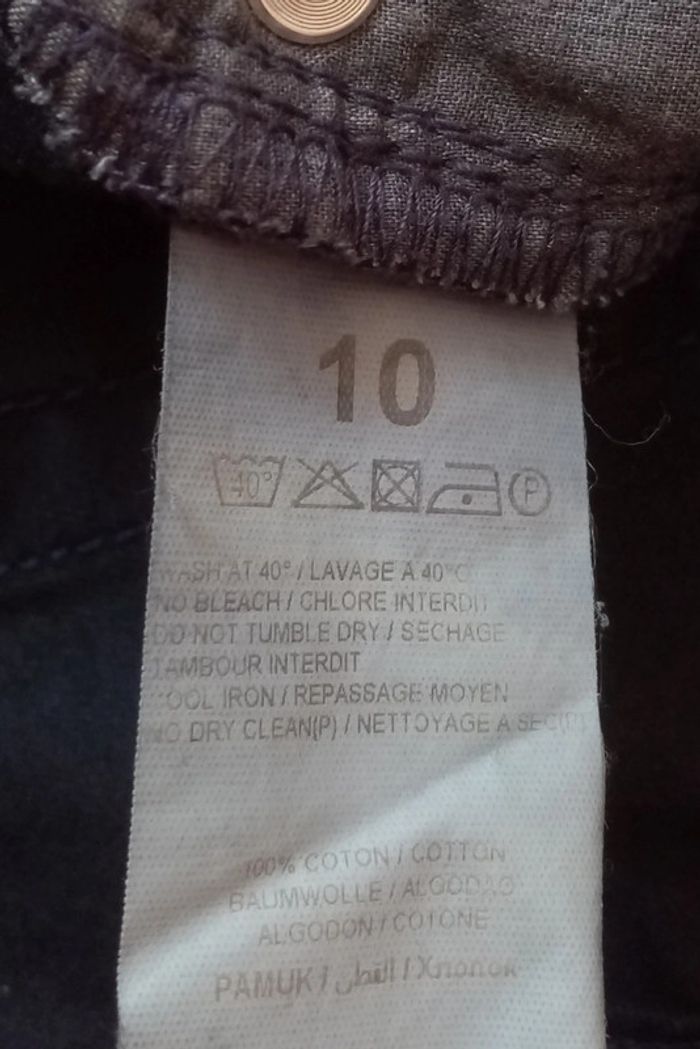 10
40° P
WASH AT 40° / LAVAGE A 40°C
NO BLEACH / CHLORE INTERDIT
DO NOT TUMBLE DRY / SECHAGE
TAMBOUR INTERDIT
COOL IRON / REPASSAGE MOYEN
NO DRY CLEAN(P) / NETTOYAGE A SEC(P)
100% COTON / COTTON
BAUMWOLLE / ALGODAO
ALGODON / COTONE
PAMUK / القطن / Хлопок